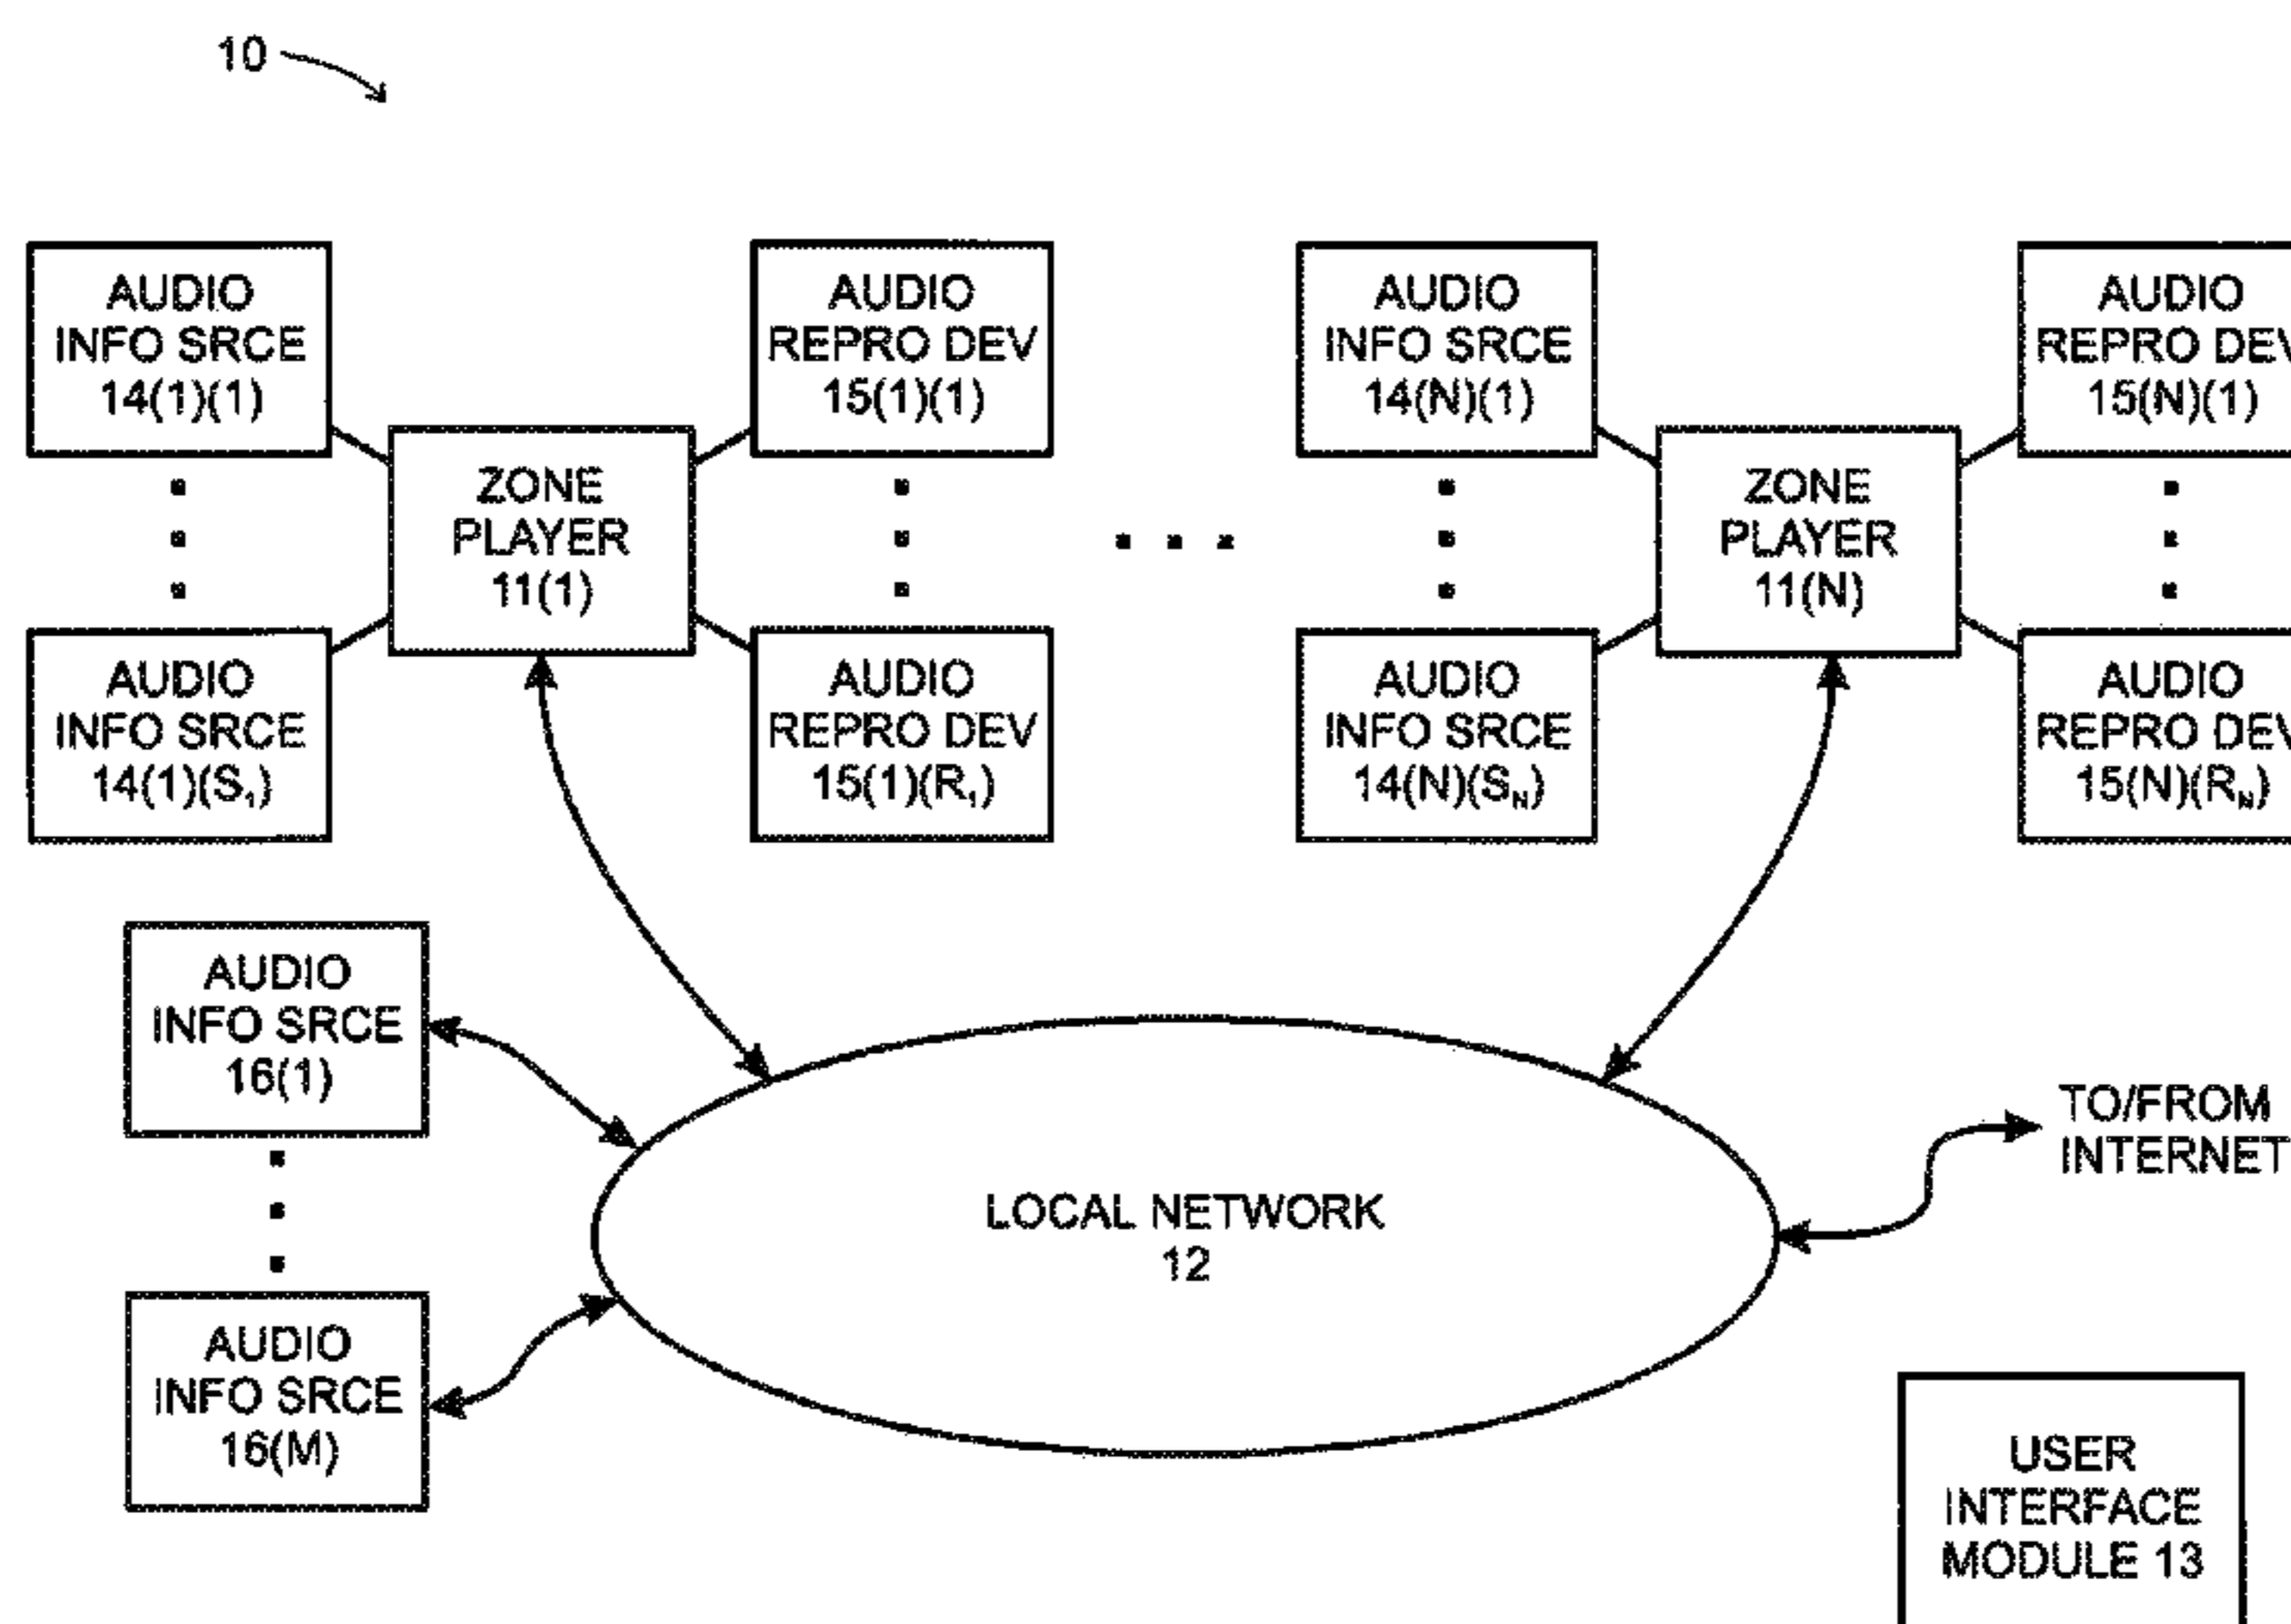 10
AUDIO
INFO SRCE
14(1)(1)
AUDIO
REPRO DEV
15(1)(1)
AUDIO
INFO SRCE
14(N)(1)
AUDIO
REPRO DEV
15(N)(1)
ZONE
PLAYER
11(1)
ZONE
PLAYER
11(N)
AUDIO
INFO SRCE
14(1)(S₁)
AUDIO
REPRO DEV
15(1)(R₁)
AUDIO
INFO SRCE
14(N)(Sₙ)
AUDIO
REPRO DEV
15(N)(Rₙ)
AUDIO
INFO SRCE
16(1)
TO/FROM
INTERNET
LOCAL NETWORK
12
AUDIO
INFO SRCE
16(M)
USER
INTERFACE
MODULE 13